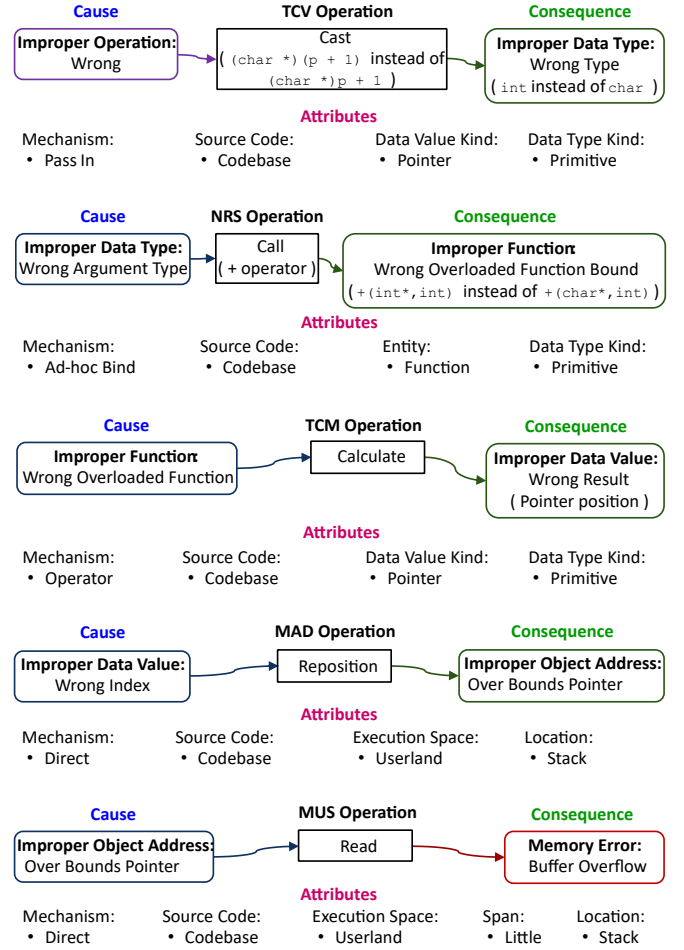 Cause TCV Operation Consequence
Improper Operation:
Wrong
Cast
( (char *)(p + 1) instead of
(char *)p + 1 )
Improper Data Type:
Wrong Type
( int instead of char )
Attributes
Mechanism: Source Code: Data Value Kind: Data Type Kind:
• Pass In • Codebase • Pointer • Primitive
Cause NRS Operation Consequence
Improper Data Type:
Wrong Argument Type
Call
( + operator )
Improper Function:
Wrong Overloaded Function Bound
( +(int*,int) instead of +(char*,int) )
Attributes
Mechanism: Source Code: Entity: Data Type Kind:
• Ad-hoc Bind • Codebase • Function • Primitive
Cause TCM Operation Consequence
Improper Function:
Wrong Overloaded Function
Calculate
Improper Data Value:
Wrong Result
( Pointer position )
Attributes
Mechanism: Source Code: Data Value Kind: Data Type Kind:
• Operator • Codebase • Pointer • Primitive
Cause MAD Operation Consequence
Improper Data Value:
Wrong Index
Reposition
Improper Object Address:
Over Bounds Pointer
Attributes
Mechanism: Source Code: Execution Space: Location:
• Direct • Codebase • Userland • Stack
Cause MUS Operation Consequence
Improper Object Address:
Over Bounds Pointer
Read
Memory Error:
Buffer Overflow
Attributes
Mechanism: Source Code: Execution Space: Span: Location:
• Direct • Codebase • Userland • Little • Stack